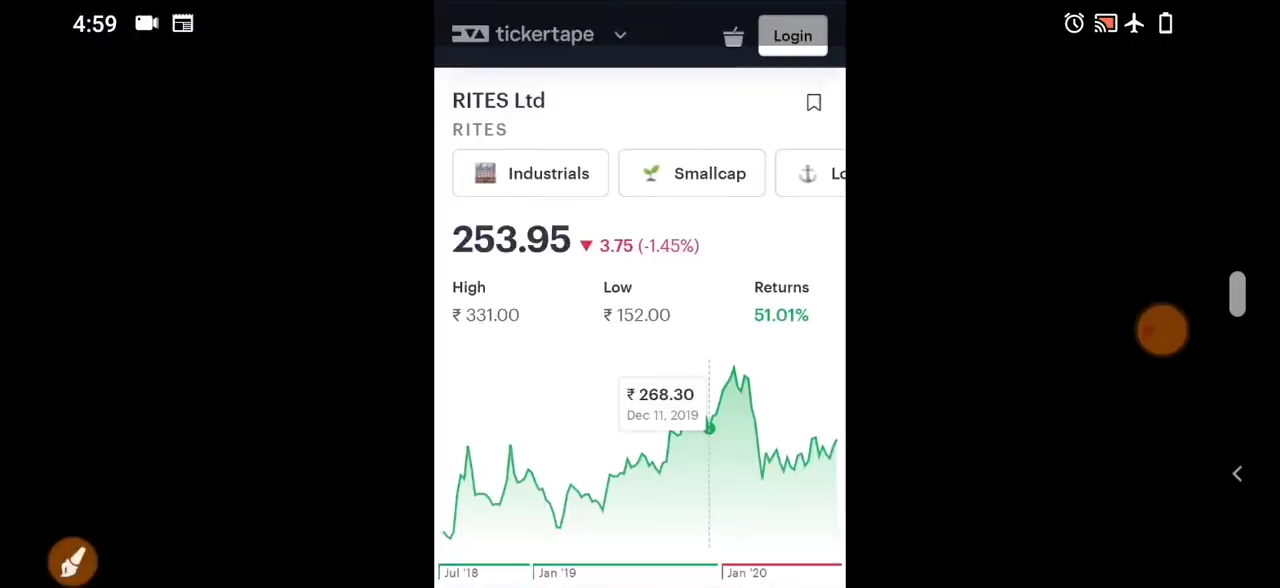 4:59
tickertape
Login
RITES Ltd
RITES
Industrials
Smallcap
Lo
253.95 ▼ 3.75 (-1.45%)
High Low Returns
₹ 331.00 ₹ 152.00 51.01%
₹ 268.30
Dec 11, 2019
Jul '18 Jan '19 Jan '20